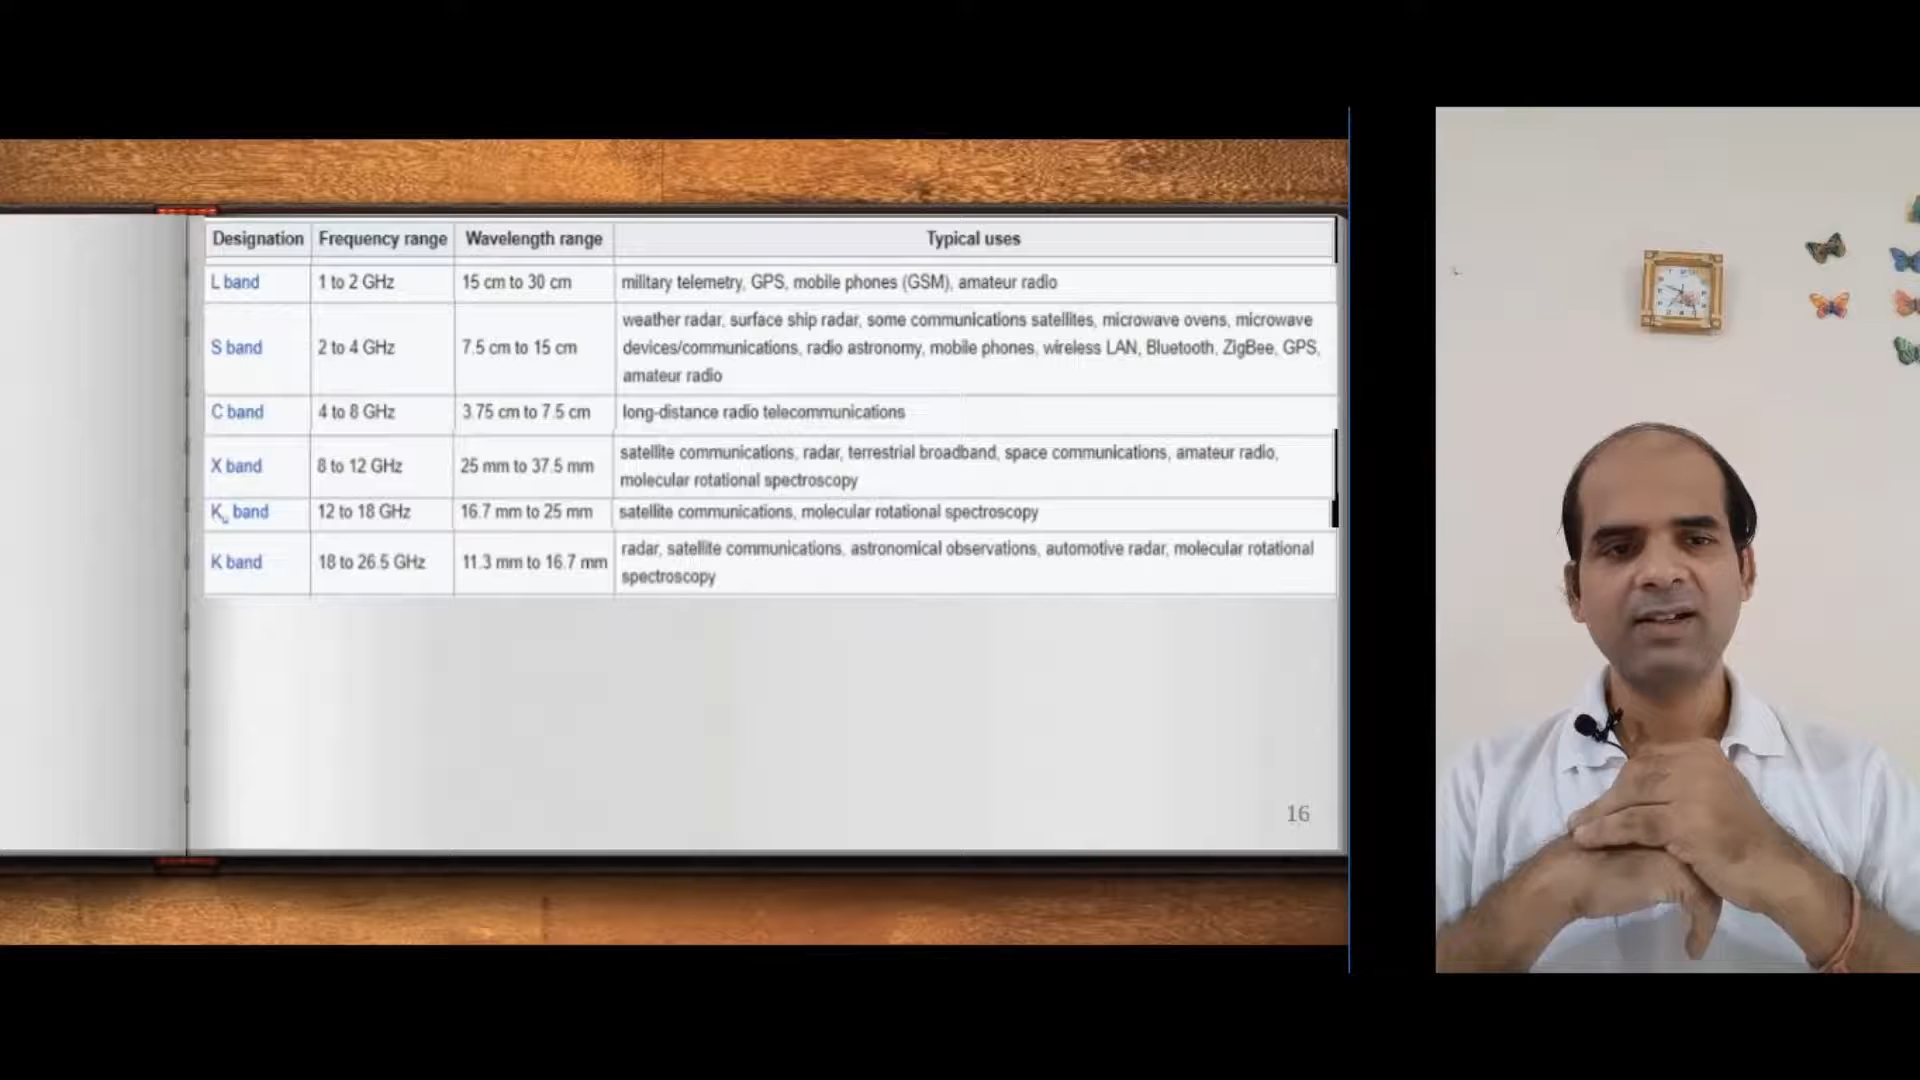 Designation Frequency range Wavelength range Typical uses
L band 1 to 2 GHz 15 cm to 30 cm military telemetry, GPS, mobile phones (GSM), amateur radio
weather radar, surface ship radar, some communications satellites, microwave ovens, microwave
S band 2 to 4 GHz 7.5 cm to 15 cm devices/communications, radio astronomy, mobile phones, wireless LAN, Bluetooth, ZigBee, GPS,
amateur radio
C band 4 to 8 GHz 3.75 cm to 7.5 cm long-distance radio telecommunications
X band 8 to 12 GHz 25 mm to 37.5 mm satellite communications, radar, terrestrial broadband, space communications, amateur radio,
molecular rotational spectroscopy
Ku band 12 to 18 GHz 16.7 mm to 25 mm satellite communications, molecular rotational spectroscopy
K band 18 to 26.5 GHz 11.3 mm to 16.7 mm radar, satellite communications, astronomical observations, automotive radar, molecular rotational
spectroscopy
16